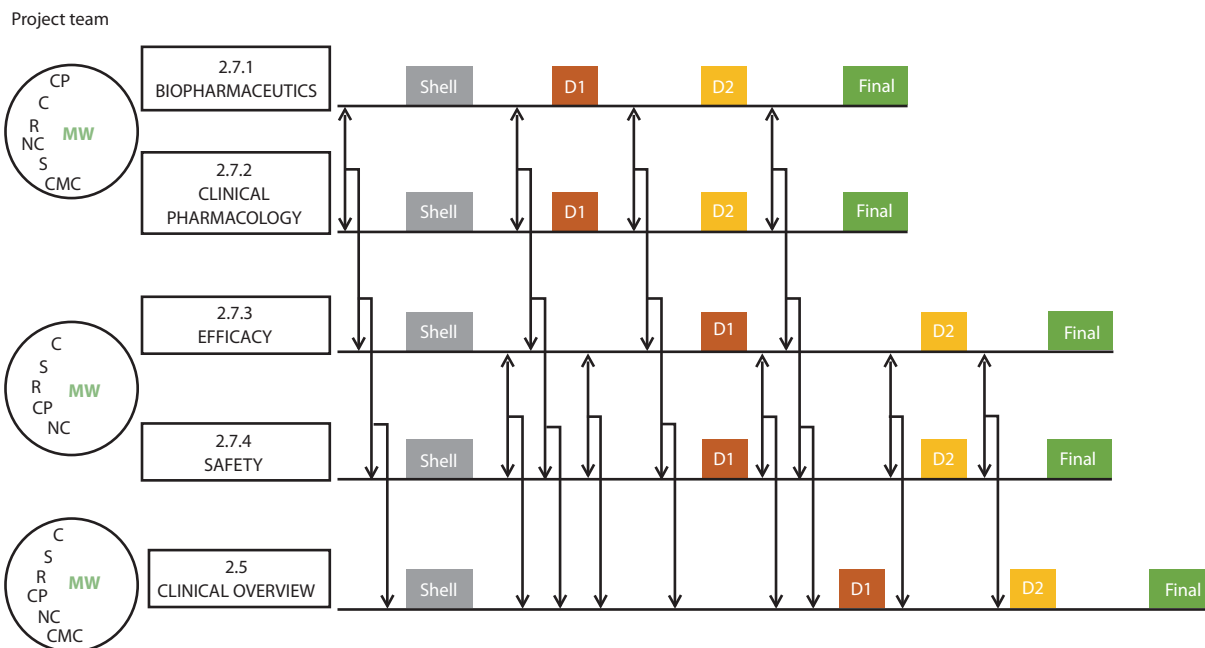 Project team
CP
C
R
NC
MW
S
CMC
2.7.1
BIOPHARMACEUTICS
Shell
D1
D2
Final
2.7.2
CLINICAL
PHARMACOLOGY
Shell
D1
D2
Final
C
S
R
MW
CP
NC
2.7.3
EFFICACY
Shell
D1
D2
Final
2.7.4
SAFETY
Shell
D1
D2
Final
C
S
R
MW
CP
NC
CMC
2.5
CLINICAL OVERVIEW
Shell
D1
D2
Final